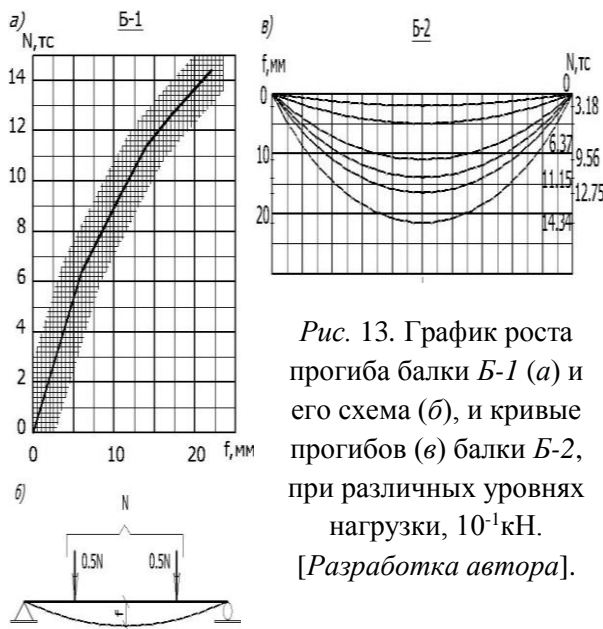 а)
Б-1
N,тс
14
12
10
8
6
4
2
0
0 10 20 f,мм
в)
Б-2
f,мм
N,тс
0
0
3.18
6.37
10
9.56
11.15
12.75
20
14.34
б)
N
0.5N 0.5N
f
Рис. 13. График роста
прогиба балки Б-1 (а) и
его схема (б), и кривые
прогибов (в) балки Б-2,
при различных уровнях
нагрузки, 10-1кН.
[Разработка автора].